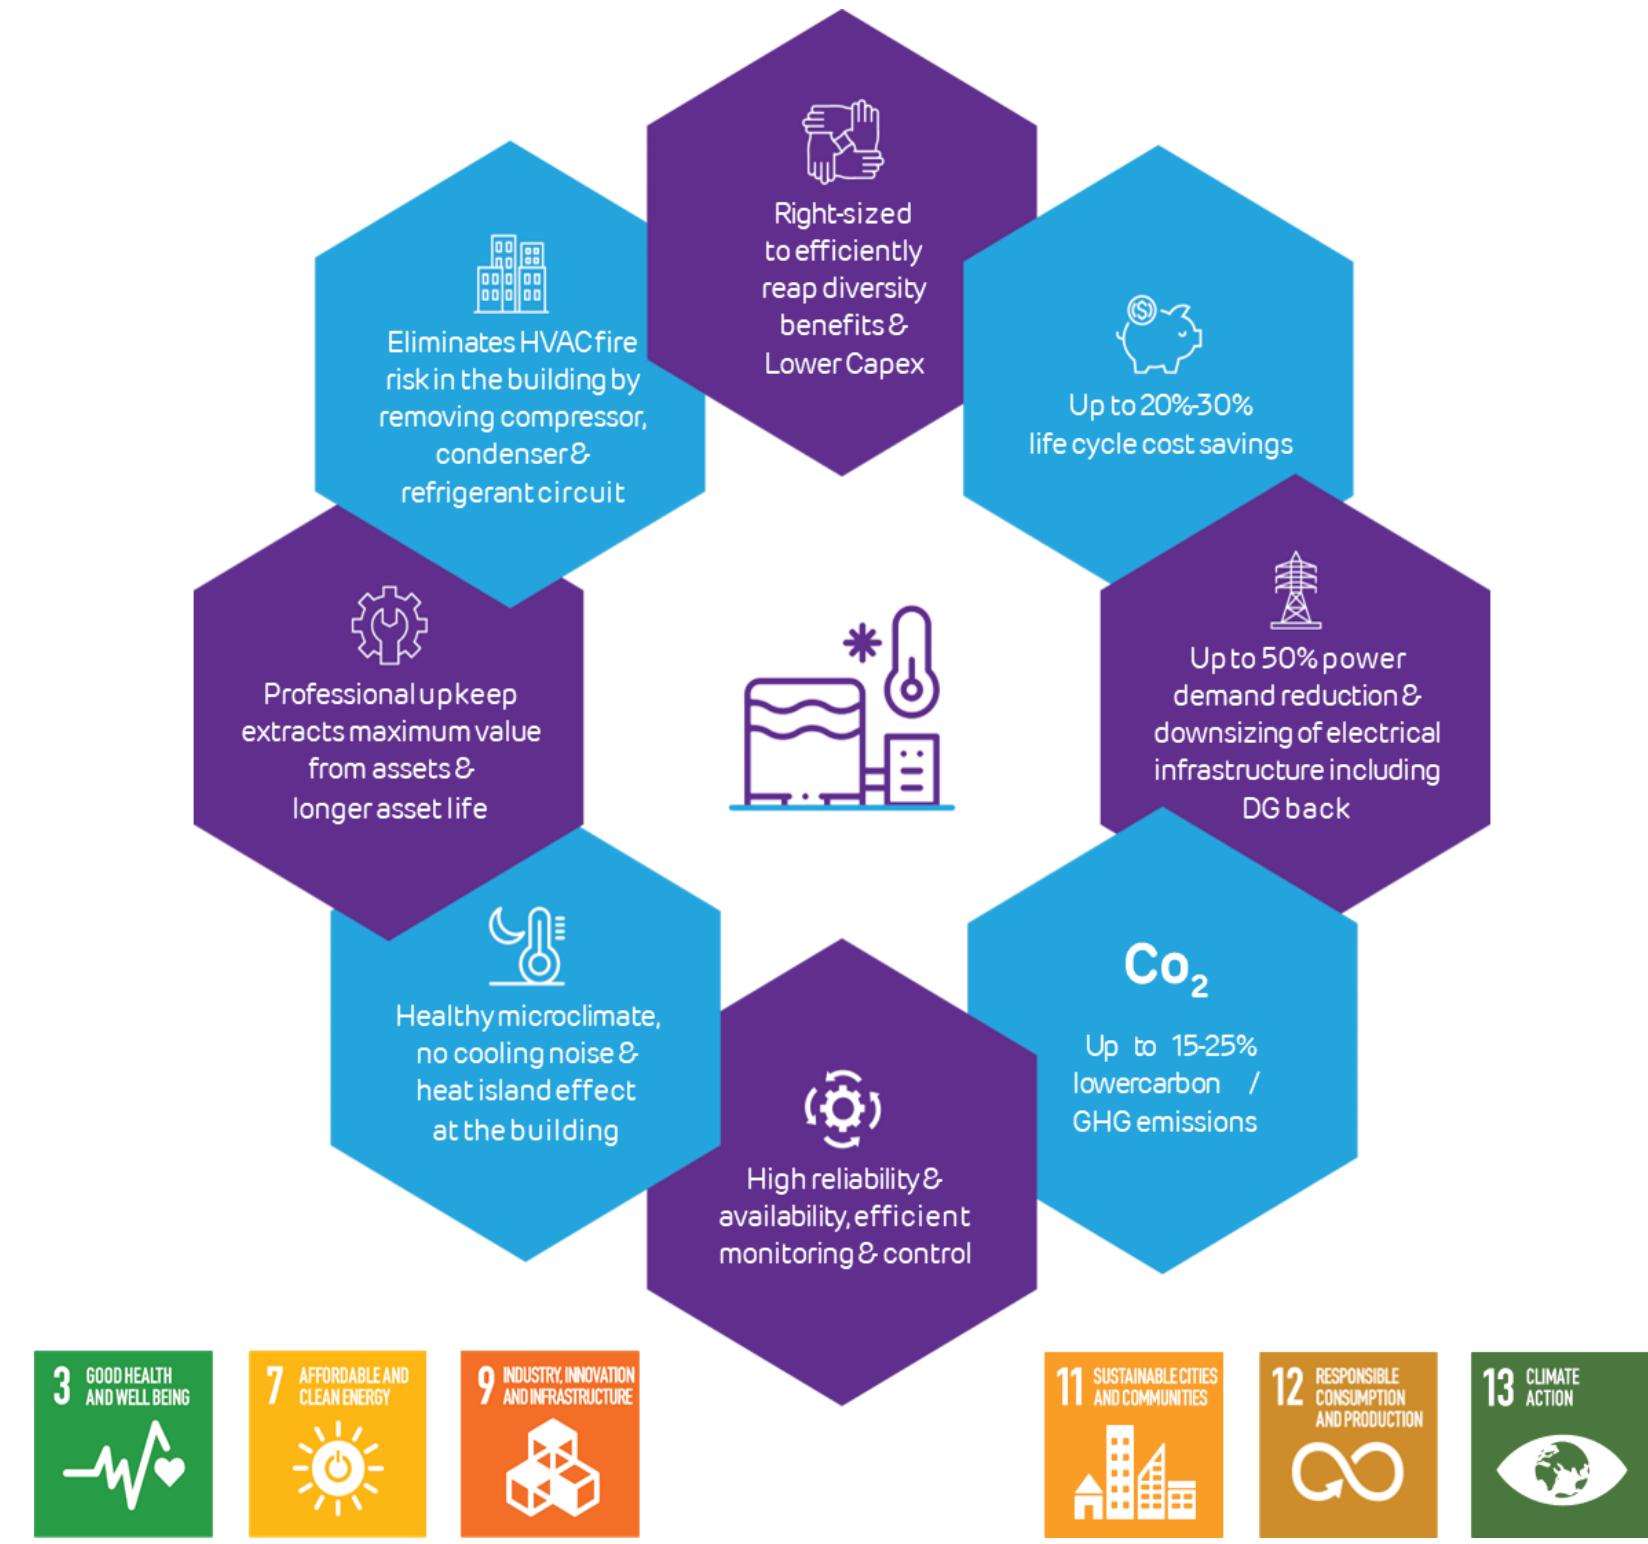 Right-sized
to efficiently
reap diversity
benefits &
Lower Capex
Up to 20%-30%
life cycle cost savings
Up to 50% power
demand reduction &
downsizing of electrical
infrastructure including
DG back
Co₂
Up to 15-25%
lowercarbon /
GHG emissions
High reliability &
availability, efficient
monitoring & control
Healthy microclimate,
no cooling noise &
heat island effect
at the building
Professional upkeep
extracts maximum value
from assets &
longer asset life
Eliminates HVAC fire
risk in the building by
removing compressor,
condenser &
refrigerant circuit
3 GOOD HEALTH
AND WELL BEING
7 AFFORDABLE AND
CLEAN ENERGY
9 INDUSTRY, INNOVATION
AND INFRASTRUCTURE
11 SUSTAINABLE CITIES
AND COMMUNITIES
12 RESPONSIBLE
CONSUMPTION
AND PRODUCTION
13 CLIMATE
ACTION